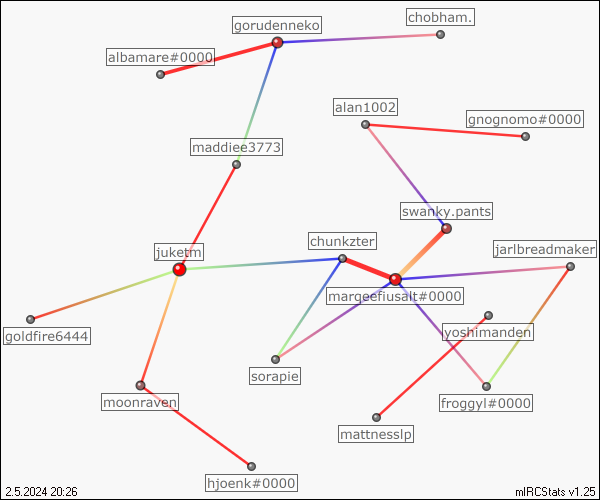 chobham.
gorudenneko
albamare#0000
alan1002
gnognomo#0000
maddiee3773
swanky.pants
chunkzter
jarlbreadmaker
juketm
marqoefiusalt#0000
yoshimanden
goldfire6444
sorapie
moonraven
froggyl#0000
mattnesslp
hjoenk#0000
2.5.2024 20:26
mIRCStats v1.25